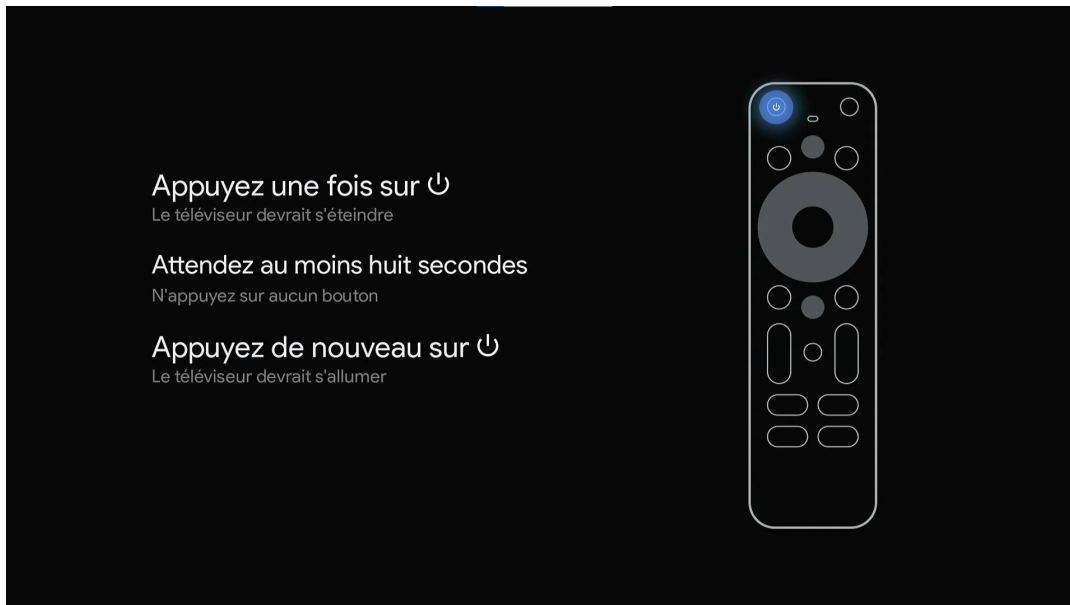 Appuyez une fois sur ⏻
Le téléviseur devrait s'éteindre
Attendez au moins huit secondes
N'appuyez sur aucun bouton
Appuyez de nouveau sur ⏻
Le téléviseur devrait s'allumer